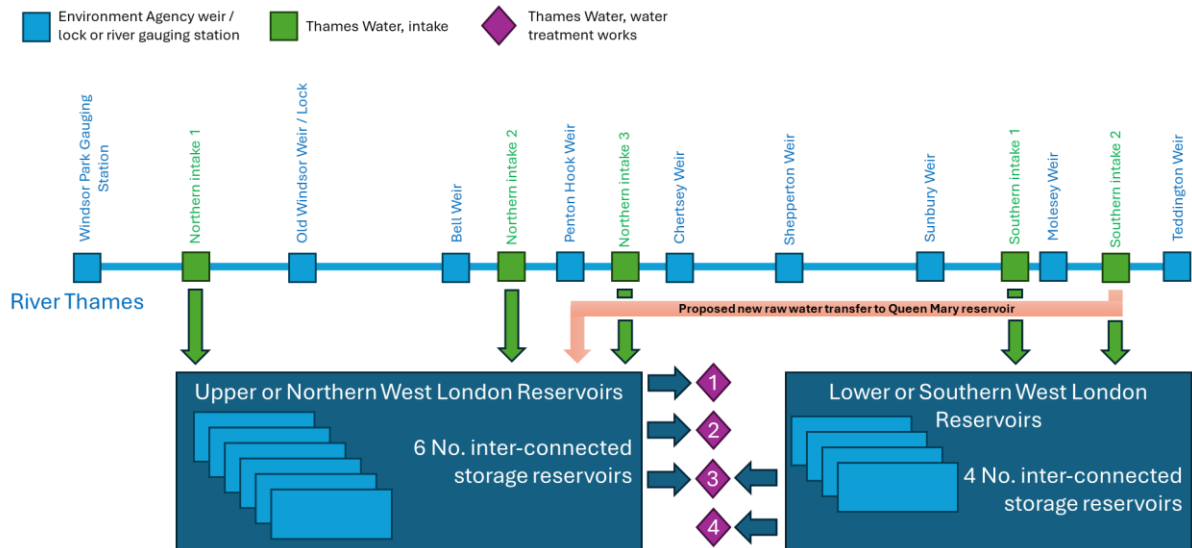 Environment Agency weir /
lock or river gauging station
Thames Water, intake
Thames Water, water
treatment works
Windsor Park Gauging
Station
Northern intake 1
Old Windsor Weir / Lock
Bell Weir
Northern intake 2
Penton Hook Weir
Northern intake 3
Chertsey Weir
Shepperton Weir
Sunbury Weir
Southern intake 1
Molesey Weir
Southern intake 2
Teddington Weir
River Thames
Proposed new raw water transfer to Queen Mary reservoir
Upper or Northern West London Reservoirs
6 No. inter-connected
storage reservoirs
1
2
3
4
Lower or Southern West London
Reservoirs
4 No. inter-connected
storage reservoirs